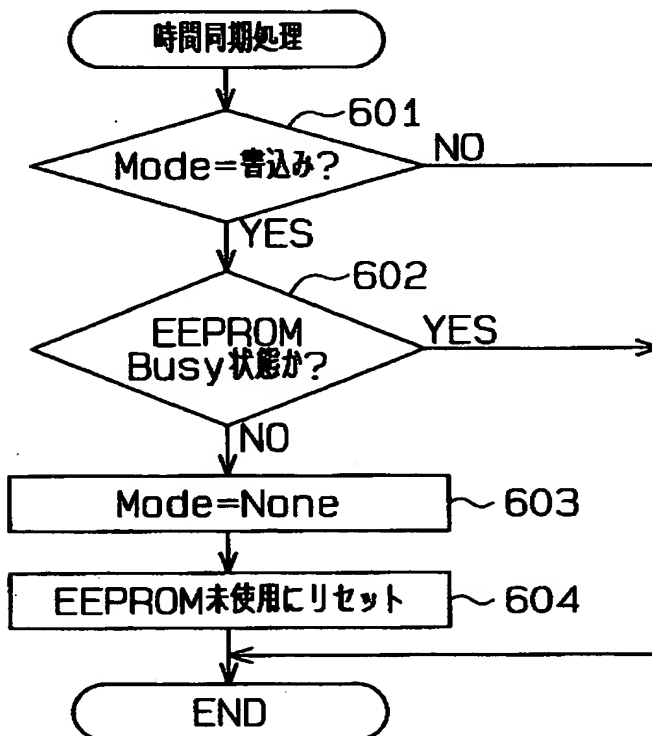 時間同期処理
601
Mode=書込み?
NO
YES
602
EEPROM
Busy状態か?
YES
NO
Mode=None
603
EEPROM未使用にリセット
604
END